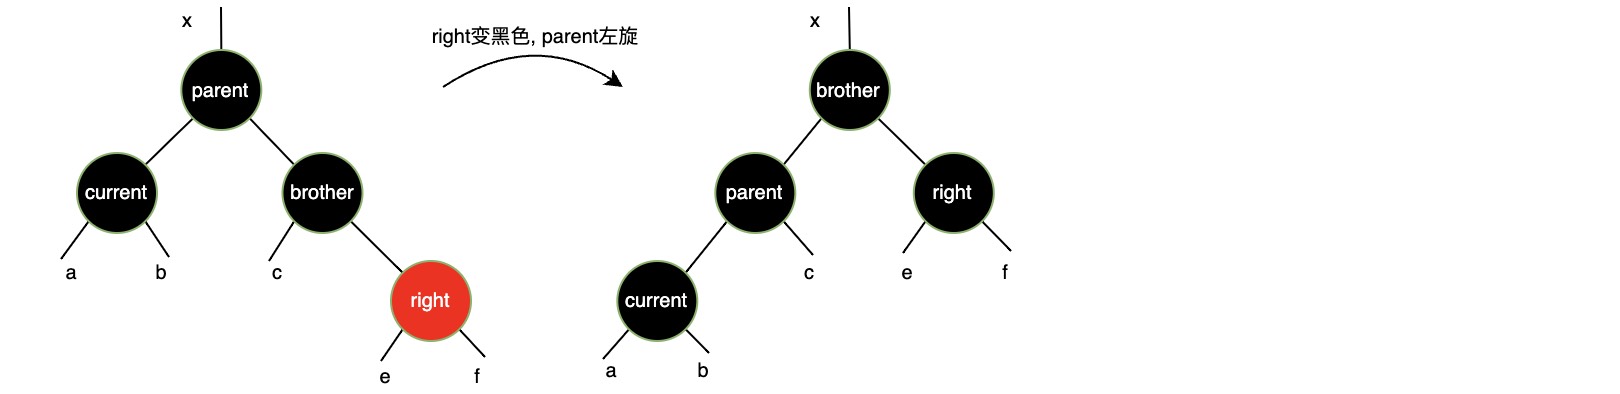 x
right变黑色, parent左旋
x
parent
brother
current
brother
parent
right
a
b
c
c
e
f
right
current
e
f
a
b